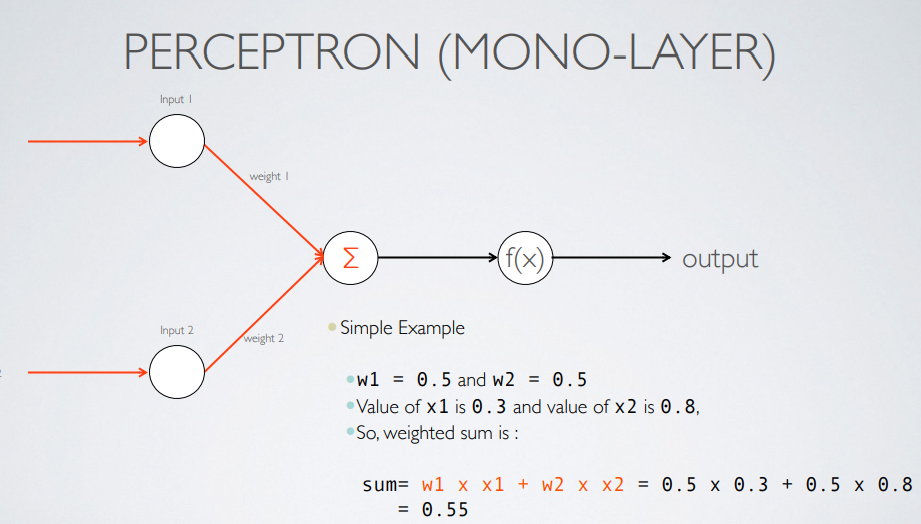 PERCEPTRON (MONO-LAYER)
Input 1
weight 1
Σ
f(x)
output
Input 2
weight 2
Simple Example
w1 = 0.5 and w2 = 0.5
Value of x1 is 0.3 and value of x2 is 0.8,
So, weighted sum is :
sum= w1 x x1 + w2 x x2 = 0.5 x 0.3 + 0.5 x 0.8
= 0.55